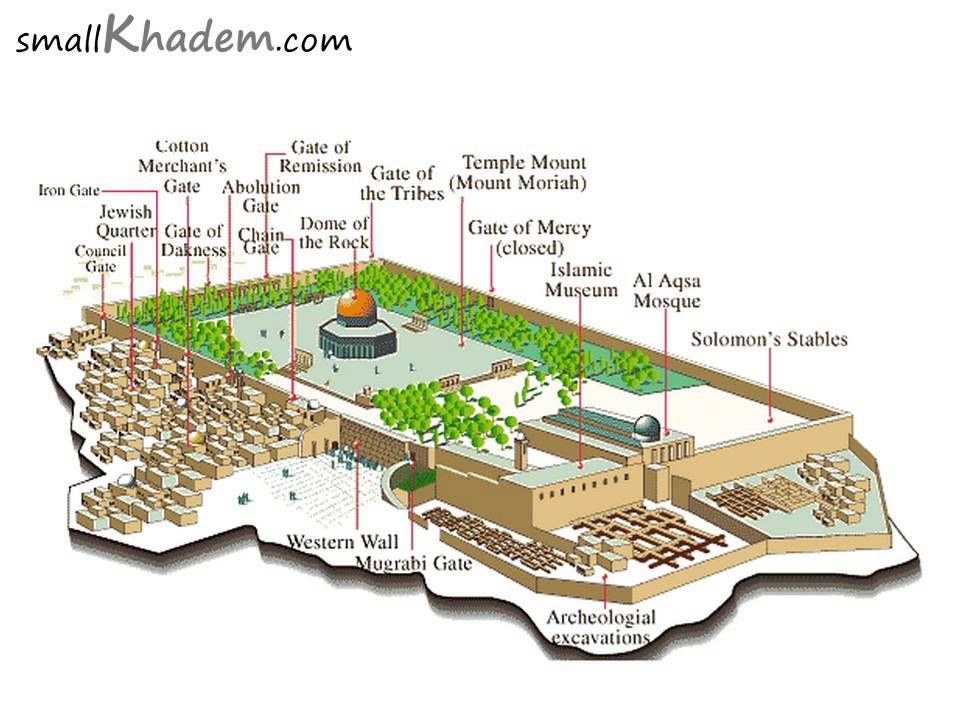 smallKhadem.com
Cotton
Merchant's
Gate
Gate of
Remission
Iron Gate
Abolution
Gate
Gate of
the Tribes
Temple Mount
(Mount Moriah)
Jewish
Quarter
Gate of
Dakness
Chain
Gate
Dome of
the Rock
Gate of Mercy
(closed)
Council
Gate
Islamic
Museum
Al Aqsa
Mosque
Solomon's Stables
Western Wall
Mugrabi Gate
Archeologial
excavations